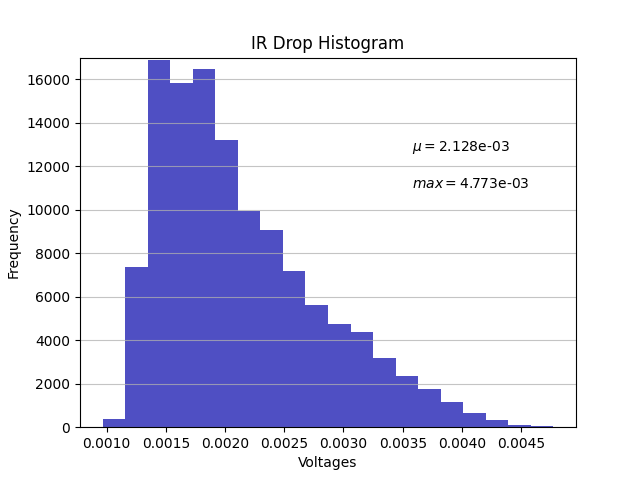 IR Drop Histogram
16000
14000
12000
10000
8000
6000
4000
2000
0
Frequency
μ = 2.128e-03
max = 4.773e-03
0.0010 0.0015 0.0020 0.0025 0.0030 0.0035 0.0040 0.0045
Voltages